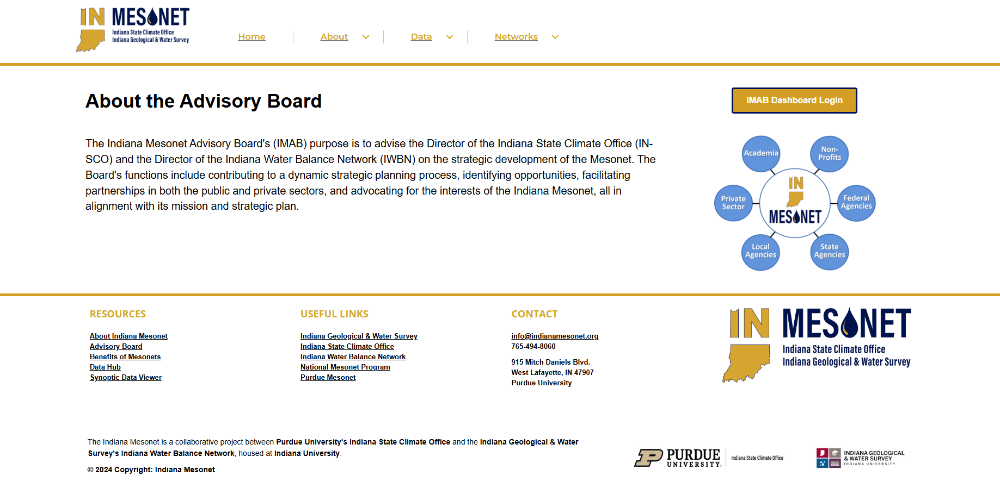 IN MESONET
Indiana State Climate Office
Indiana Geological & Water Survey
Home
About
Data
Networks
About the Advisory Board
IMAB Dashboard Login
The Indiana Mesonet Advisory Board's (IMAB) purpose is to advise the Director of the Indiana State Climate Office (IN-
SCO) and the Director of the Indiana Water Balance Network (IWBN) on the strategic development of the Mesonet. The
Board's functions include contributing to a dynamic strategic planning process, identifying opportunities, facilitating
partnerships in both the public and private sectors, and advocating for the interests of the Indiana Mesonet, all in
alignment with its mission and strategic plan.
Academia
Non-
Profits
Private
Sector
IN
MESONET
Federal
Agencies
Local
Agencies
State
Agencies
RESOURCES
About Indiana Mesonet
Advisory Board
Benefits of Mesonets
Data Hub
Synoptic Data Viewer
USEFUL LINKS
Indiana Geological & Water Survey
Indiana State Climate Office
Indiana Water Balance Network
National Mesonet Program
Purdue Mesonet
CONTACT
info@indianamesonet.org
765-494-8060
915 Mitch Daniels Blvd.
West Lafayette, IN 47907
Purdue University
IN MESONET
Indiana State Climate Office
Indiana Geological & Water Survey
The Indiana Mesonet is a collaborative project between Purdue University's Indiana State Climate Office and the Indiana Geological & Water
Survey's Indiana Water Balance Network, housed at Indiana University.
© 2024 Copyright: Indiana Mesonet
P PURDUE
UNIVERSITY®
Indiana State Climate Office
INDIANA GEOLOGICAL
& WATER SURVEY
INDIANA UNIVERSITY